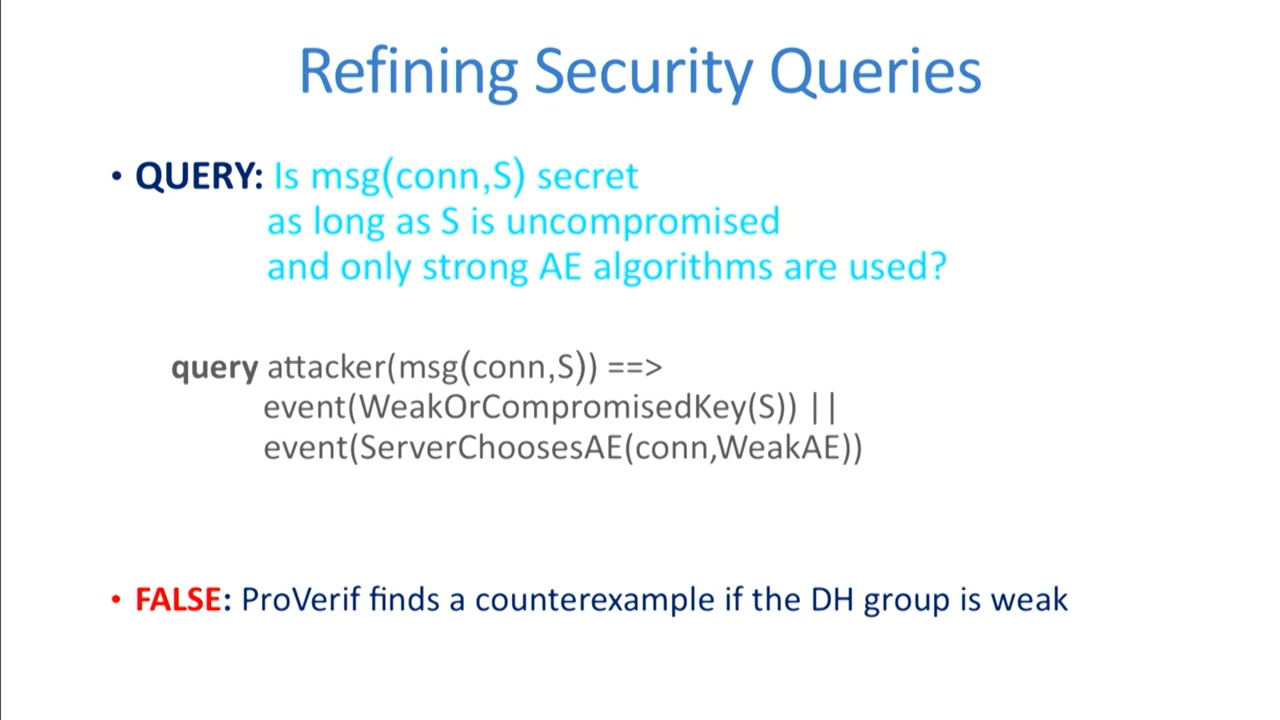 Refining Security Queries
• QUERY: Is msg(conn,S) secret
as long as S is uncompromised
and only strong AE algorithms are used?
query attacker(msg(conn,S)) ==>
event(WeakOrCompromisedKey(S)) ||
event(ServerChoosesAE(conn,WeakAE))
• FALSE: ProVerif finds a counterexample if the DH group is weak